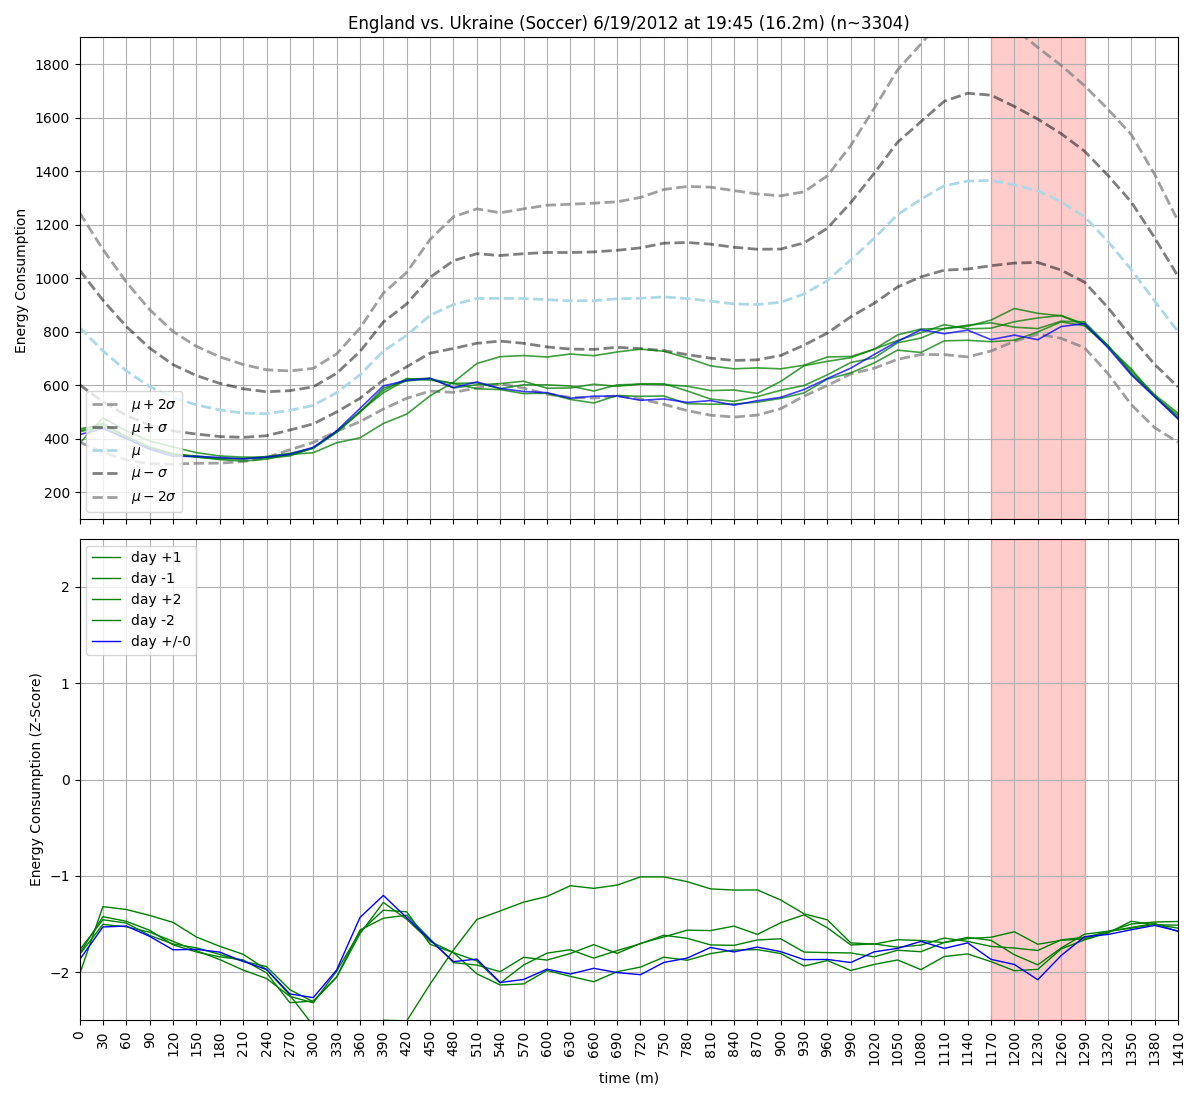 England vs. Ukraine (Soccer) 6/19/2012 at 19:45 (16.2m) (n~3304)
Energy Consumption
1800
1600
1400
1200
1000
800
600
400
200
μ + 2σ
μ + σ
μ
μ − σ
μ − 2σ
Energy Consumption (Z-Score)
2
1
0
−1
−2
day +1
day -1
day +2
day -2
day +/-0
0 30 60 90 120 150 180 210 240 270 300 330 360 390 420 450 480 510 540 570 600 630 660 690 720 750 780 810 840 870 900 930 960 990 1020 1050 1080 1110 1140 1170 1200 1230 1260 1290 1320 1350 1380 1410
time (m)